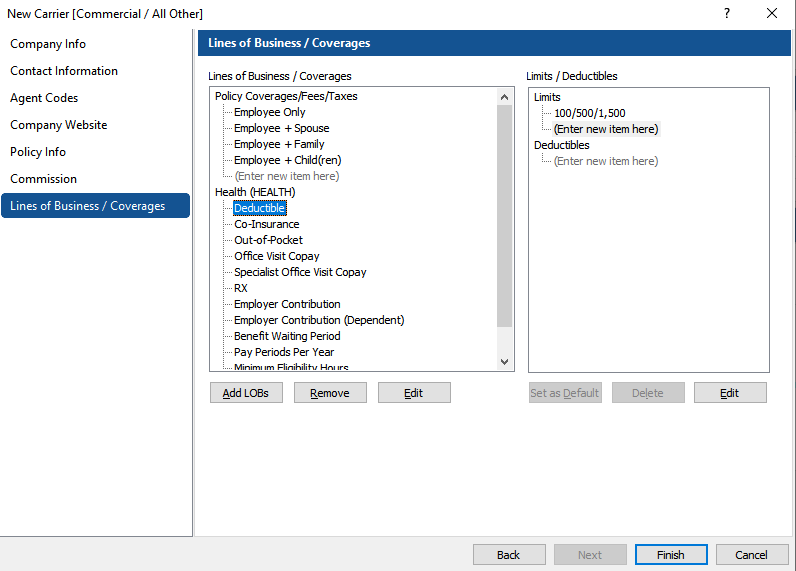 New Carrier [Commercial / All Other]
?
Company Info
Contact Information
Agent Codes
Company Website
Policy Info
Commission
Lines of Business / Coverages
Lines of Business / Coverages
Lines of Business / Coverages
Policy Coverages/Fees/Taxes
Employee Only
Employee + Spouse
Employee + Family
Employee + Child(ren)
(Enter new item here)
Health (HEALTH)
Deductible
Co-Insurance
Out-of-Pocket
Office Visit Copay
Specialist Office Visit Copay
RX
Employer Contribution
Employer Contribution (Dependent)
Benefit Waiting Period
Pay Periods Per Year
Minimum Eligibility Hours
Add LOBs
Remove
Edit
Limits / Deductibles
Limits
100/500/1,500
(Enter new item here)
Deductibles
(Enter new item here)
Set as Default
Delete
Edit
Back
Next
Finish
Cancel